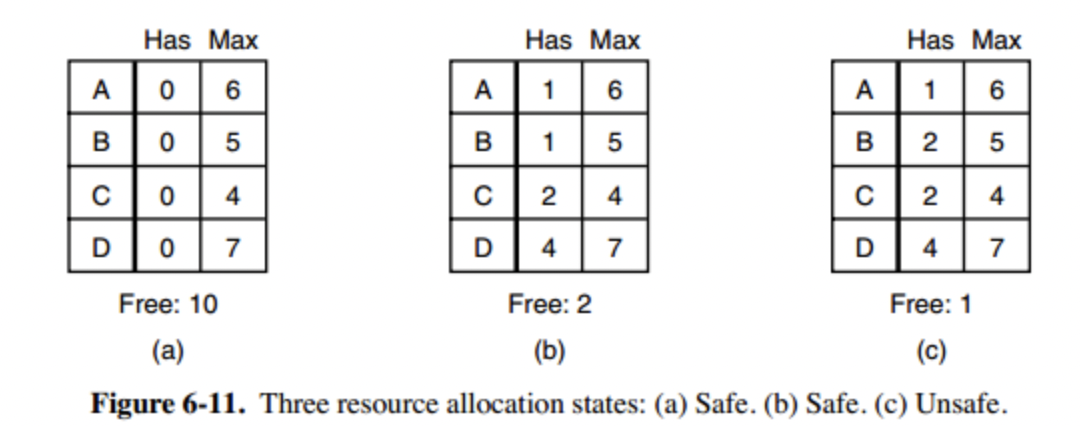 Has Max Has Max Has Max
A 0 6 A 1 6 A 1 6
B 0 5 B 1 5 B 2 5
C 0 4 C 2 4 C 2 4
D 0 7 D 4 7 D 4 7
Free: 10 Free: 2 Free: 1
(a) (b) (c)
Figure 6-11. Three resource allocation states: (a) Safe. (b) Safe. (c) Unsafe.